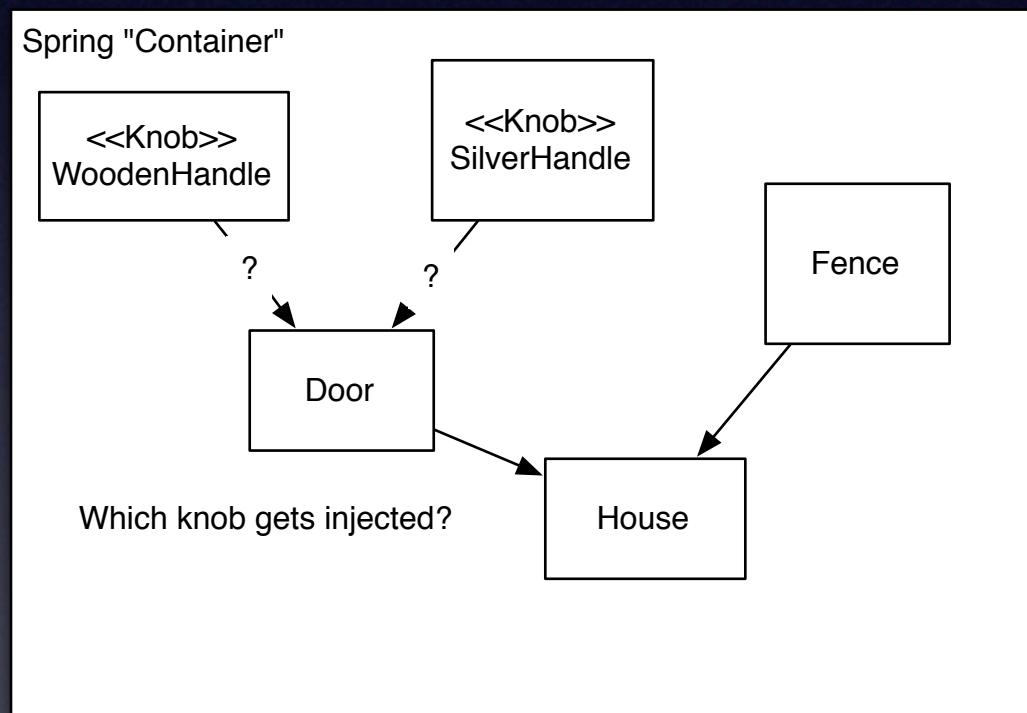 Spring "Container"
<<Knob>>
WoodenHandle
<<Knob>>
SilverHandle
Fence
?
?
Door
Which knob gets injected?
House